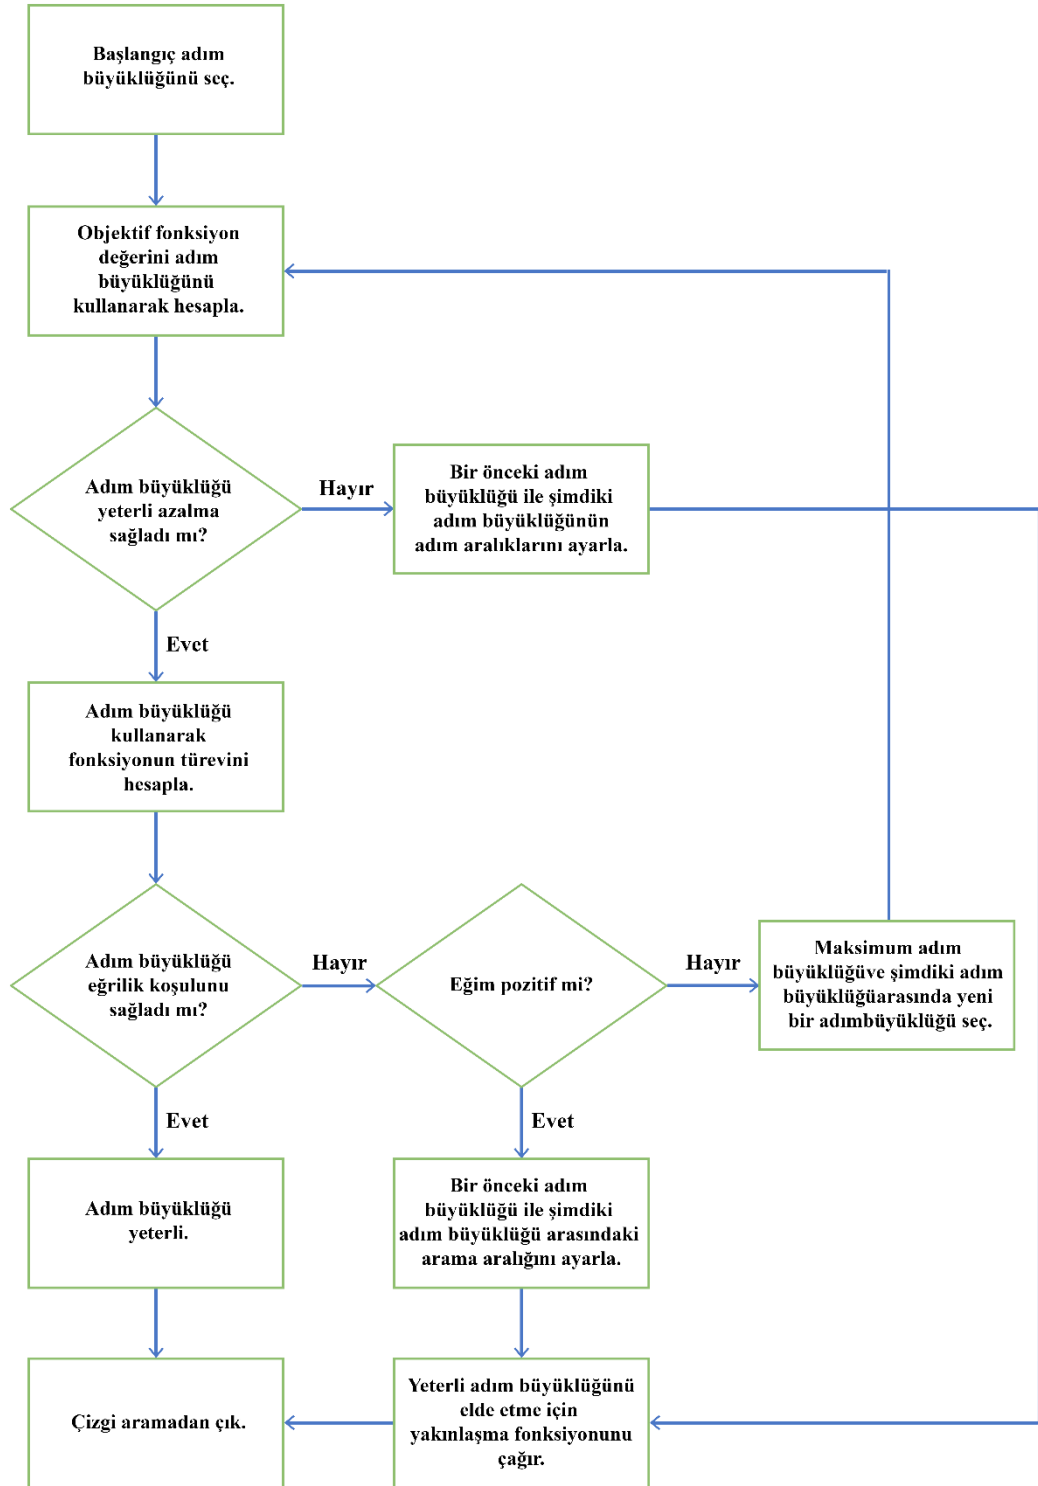 Başlangıç adım
büyüklüğünü seç.
Objektif fonksiyon
değerini adım
büyüklüğünü
kullanarak hesapla.
Adım büyüklüğü
yeterli azalma
sağladı mı?
Hayır
Bir önceki adım
büyüklüğü ile şimdiki
adım büyüklüğünün
adım aralıklarını ayarla.
Evet
Adım büyüklüğü
kullanarak
fonksiyonun türevini
hesapla.
Adım büyüklüğü
eğrilik koşulunu
sağladı mı?
Hayır
Eğim pozitif mi?
Hayır
Maksimum adım
büyüklüğüve şimdiki adım
büyüklüğüarasında yeni
bir adımbüyüklüğü seç.
Evet
Evet
Adım büyüklüğü
yeterli.
Bir önceki adım
büyüklüğü ile şimdiki
adım büyüklüğü arasındaki
arama aralığını ayarla.
Çizgi aramadan çık.
Yeterli adım büyüklüğünü
elde etme için
yakınlaşma fonksiyonunu
çağır.